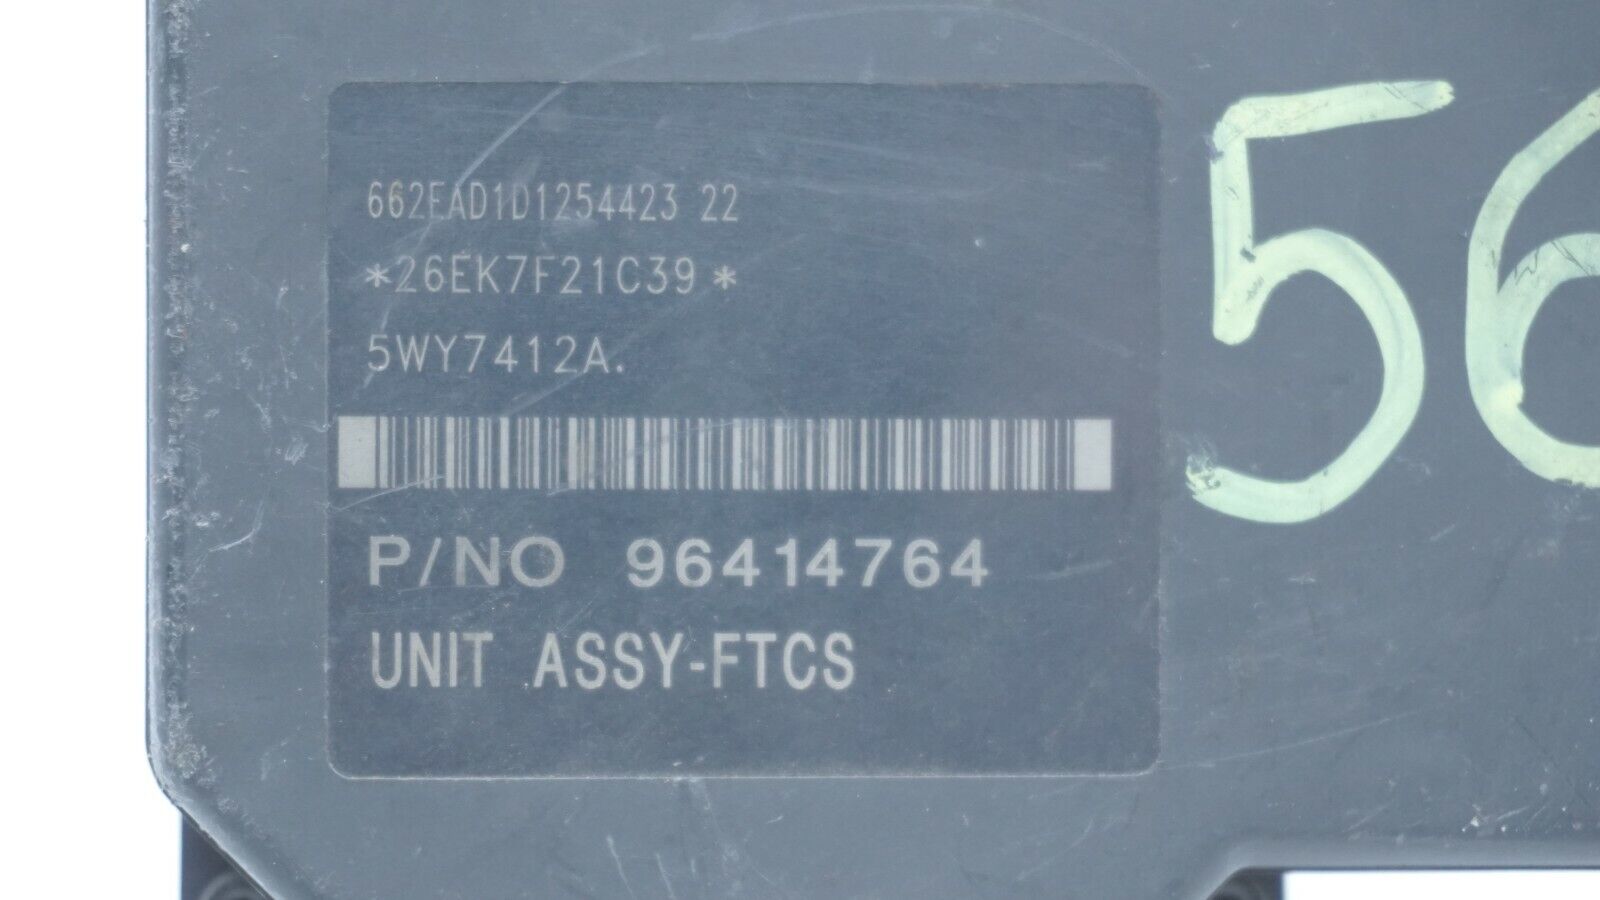 662EAD1D1254423 22
*26EK7F21C39*
5WY7412A.
P/NO 96414764
UNIT ASSY-FTCS
56